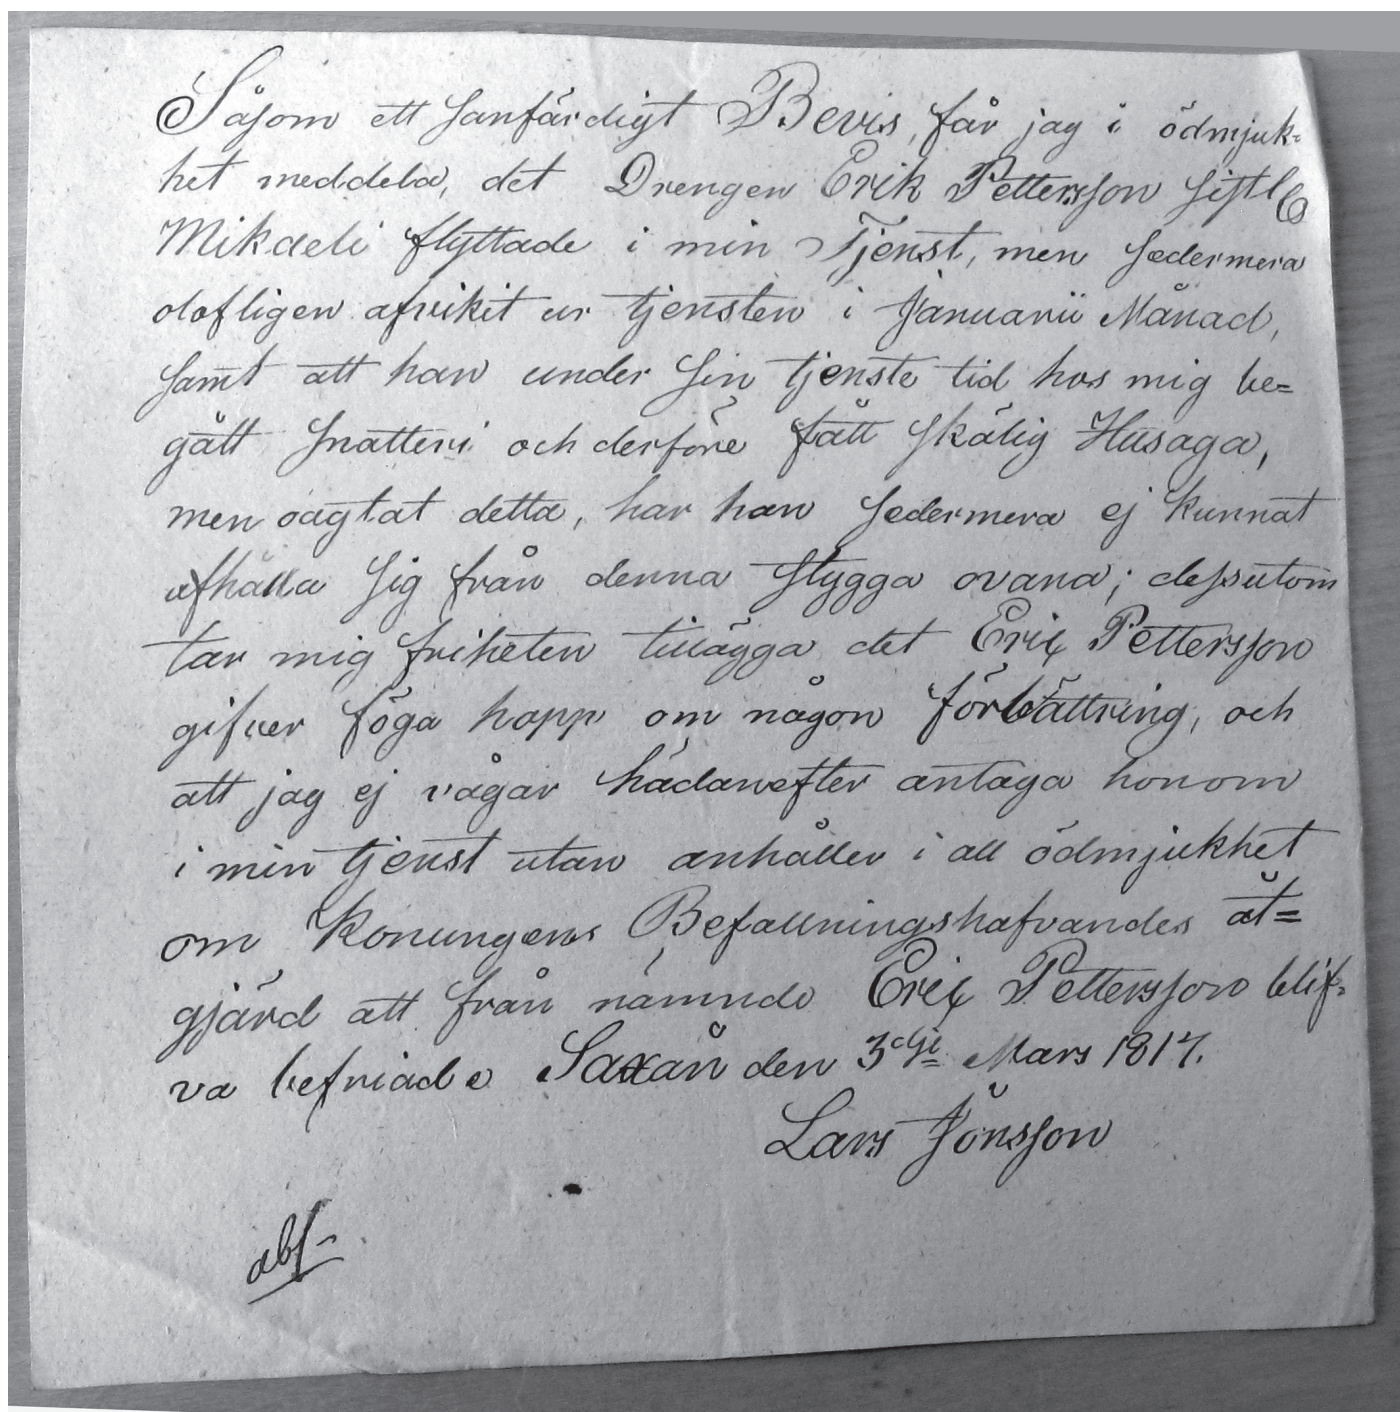 Såsom ett sanfärdigt Bevis, får jag i ödmjuk-
het meddela, det Drengen Erik Pettersson sistl
Mikaeli flyttade i min Tjenst, men sedermera
olofligen afvikit ur tjensten i Januarii Månad,
samt att han under sin tjenste tid hos mig be=
gått snatteri och derföre fått skälig Husaga,
men oagtat detta, har han sedermera ej kunnat
afhålla sig från denna stygga ovana; dessutom
tar mig friheten tillägga det Eric Pettersson
gifver föga hopp om någon förbättring, och
att jag ej vågar hädanefter antaga honom
i min tjenst utan anhåller i all ödmjukhet
om Konungens Befallningshafvandes åt=
gjärd att från nämnde Eric Pettersson blif-
va befriad Saxån den 3dje Mars 1817.
Lars Jönsson